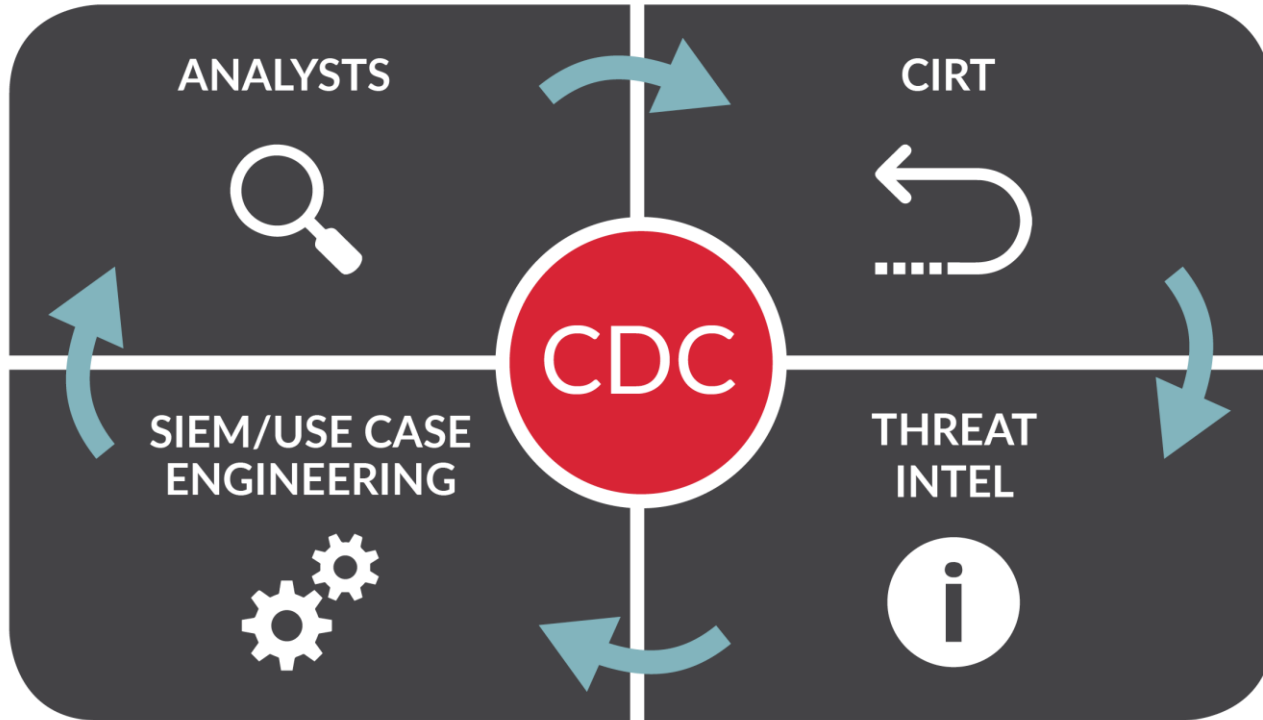 ANALYSTS
CIRT
CDC
SIEM/USE CASE
ENGINEERING
THREAT
INTEL
i